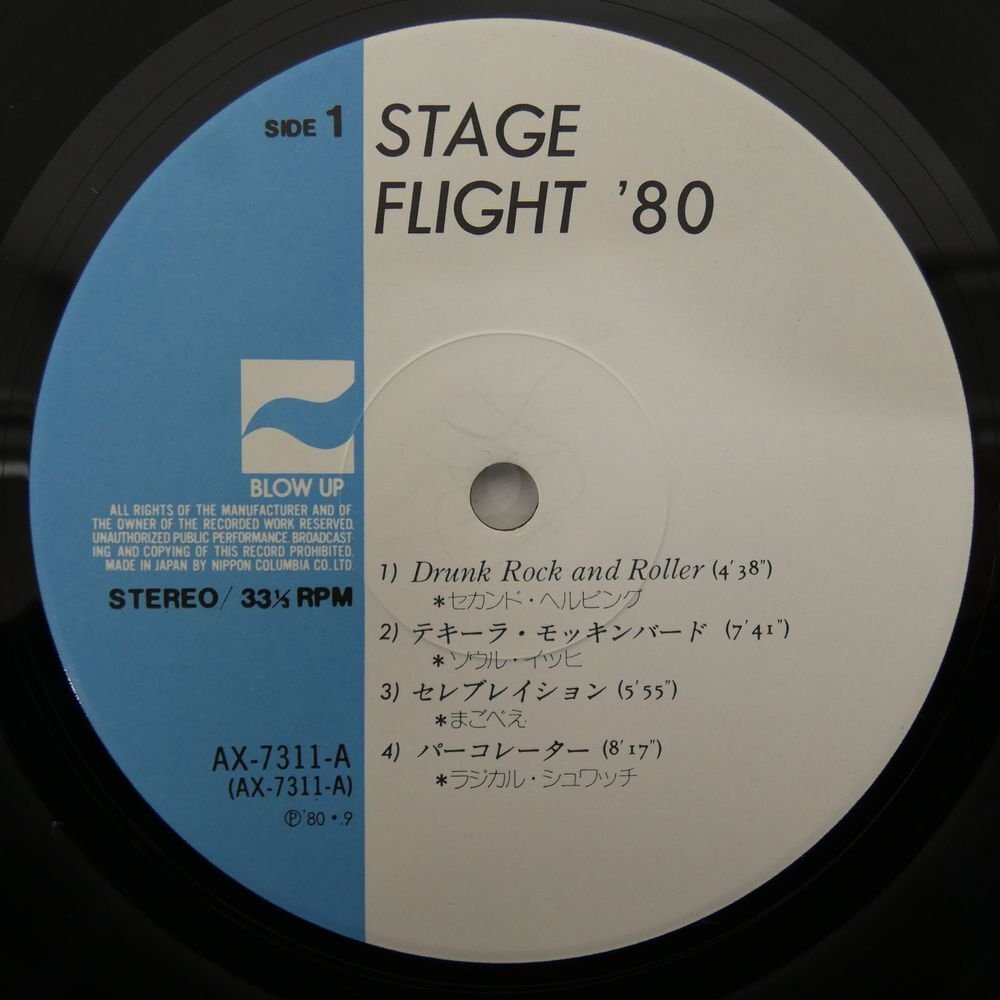 SIDE 1
STAGE
FLIGHT '80
BLOW UP
ALL RIGHTS OF THE MANUFACTURER AND OF
THE OWNER OF THE RECORDED WORK RESERVED.
UNAUTHORIZED PUBLIC PERFORMANCE BROADCAST-
ING AND COPYING OF THIS RECORD PROHIBITED.
MADE IN JAPAN BY NIPPON COLUMBIA CO., LTD.
STEREO/ 33⅓ RPM
AX-7311-A
(AX-7311-A)
Ⓟ'80・9
1) Drunk Rock and Roller (4'38")
*セカンド・ヘルピング
2) テキーラ・モッキンバード (7'41")
*ソウル・イッヒ
3) セレブレイション (5'55")
*まごべえ
4) パーコレーター (8'17")
*ラジカル・シュワッチ